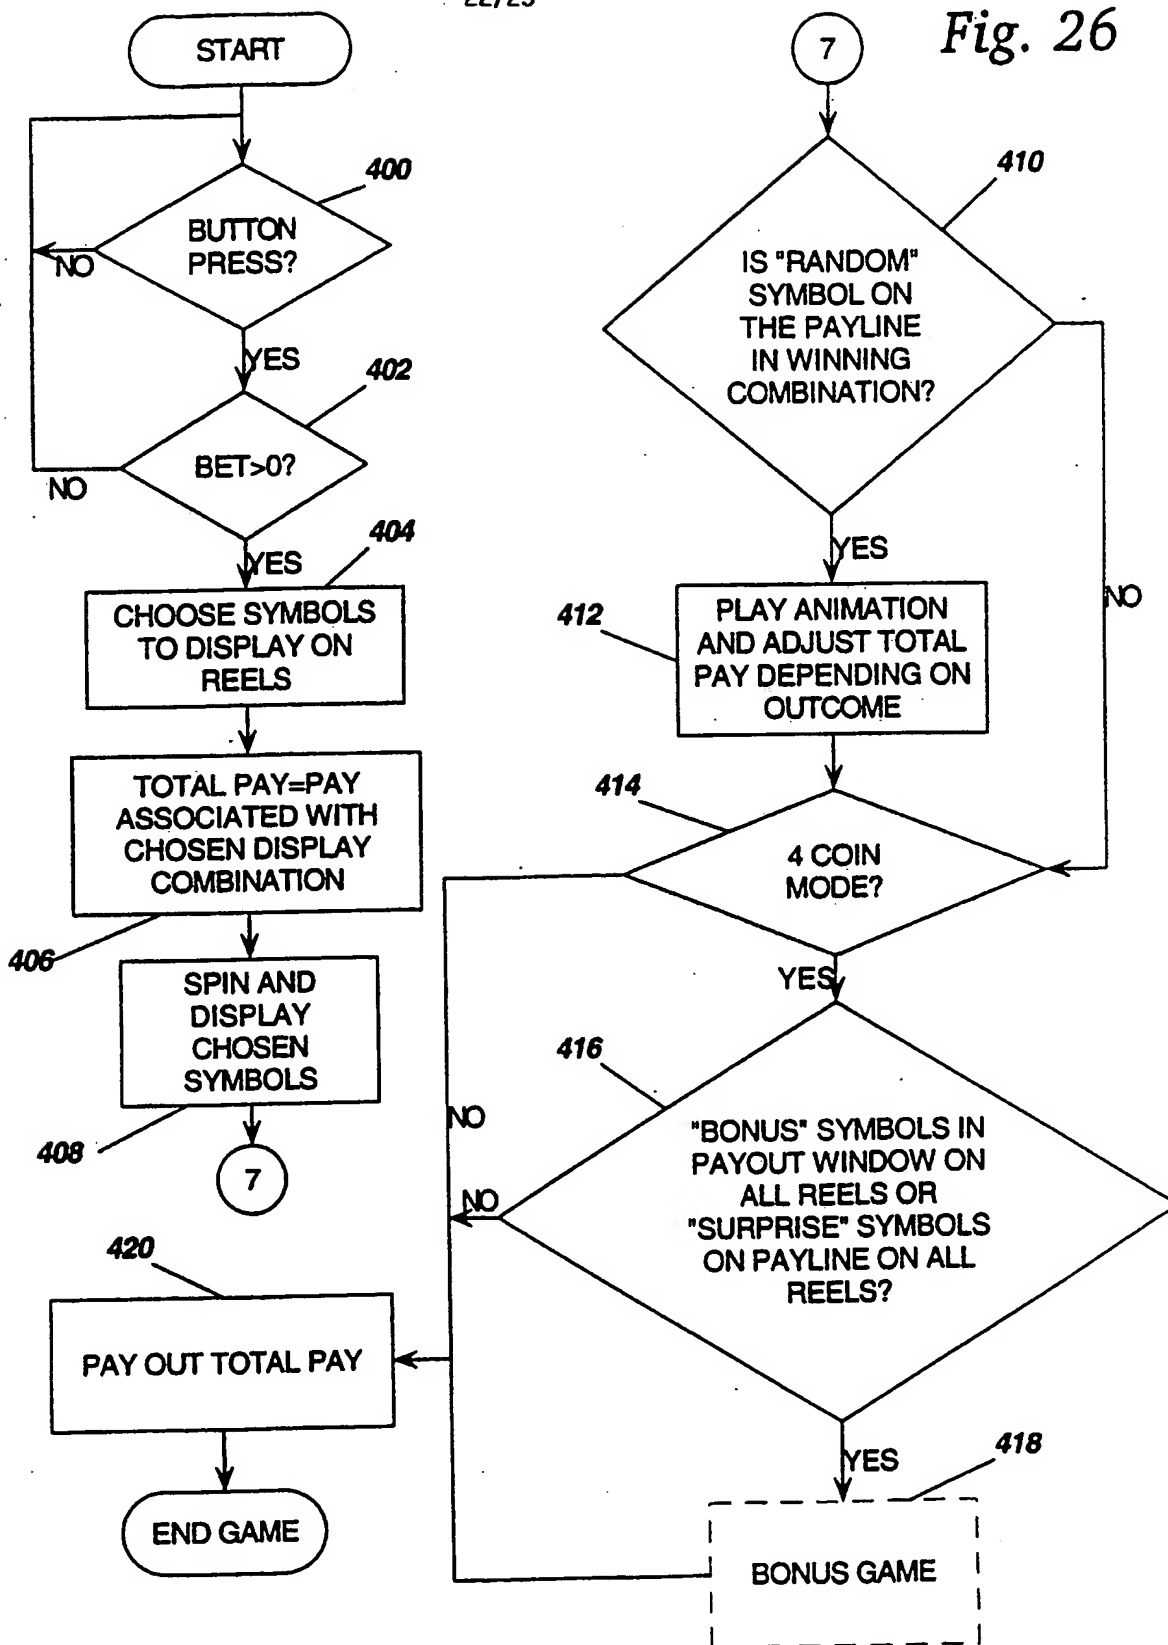 22/25
Fig. 26
START
400
BUTTON
PRESS?
NO
YES
402
BET>0?
NO
YES
404
CHOOSE SYMBOLS
TO DISPLAY ON
REELS
TOTAL PAY=PAY
ASSOCIATED WITH
CHOSEN DISPLAY
COMBINATION
406
SPIN AND
DISPLAY
CHOSEN
SYMBOLS
408
7
420
PAY OUT TOTAL PAY
END GAME
7
410
IS "RANDOM"
SYMBOL ON
THE PAYLINE
IN WINNING
COMBINATION?
YES
NO
412
PLAY ANIMATION
AND ADJUST TOTAL
PAY DEPENDING ON
OUTCOME
414
4 COIN
MODE?
YES
NO
416
"BONUS" SYMBOLS IN
PAYOUT WINDOW ON
ALL REELS OR
"SURPRISE" SYMBOLS
ON PAYLINE ON ALL
REELS?
NO
YES
418
BONUS GAME